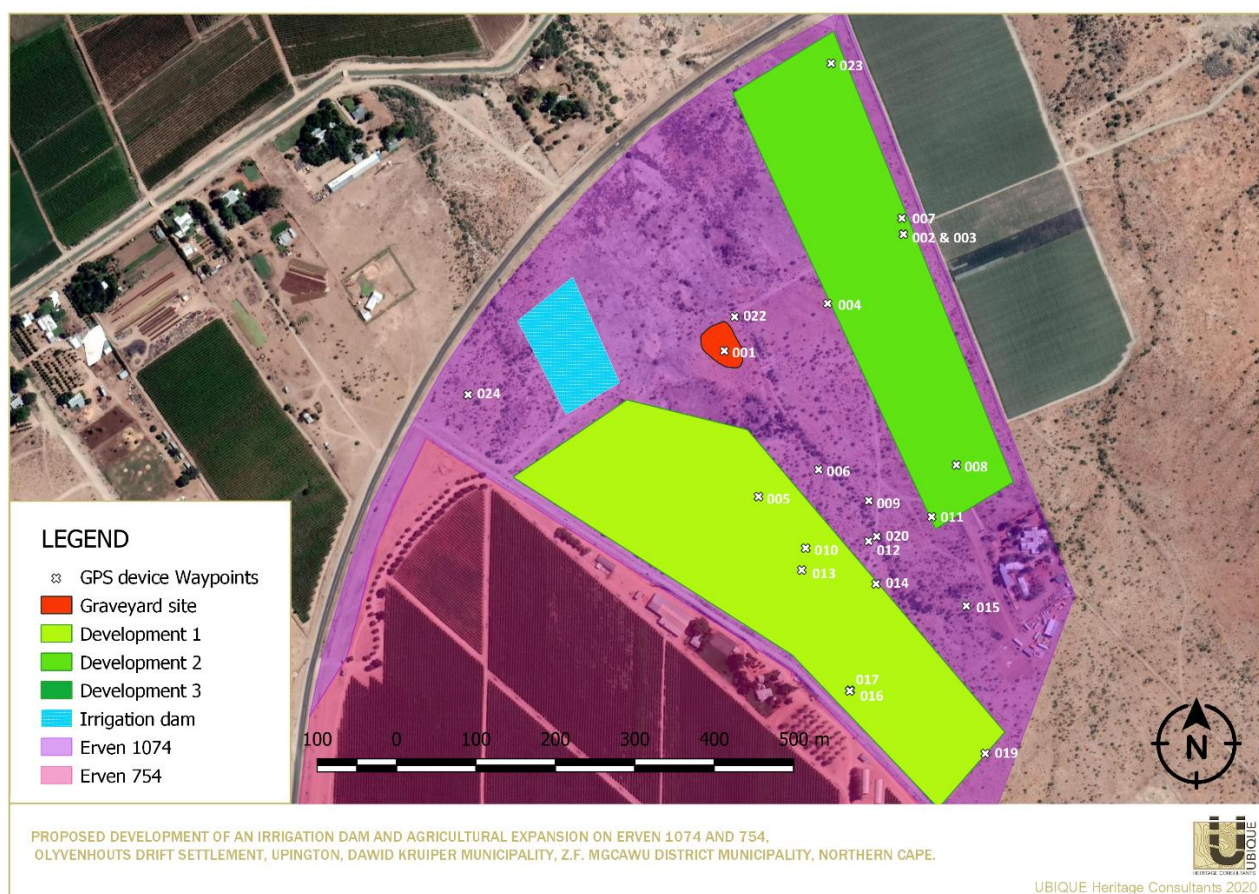 023
007
002 & 003
004
022
001
024
006
008
005
009
011
020
012
010
013
014
015
017
016
019
LEGEND
GPS device Waypoints
Graveyard site
Development 1
Development 2
Development 3
Irrigation dam
Erven 1074
Erven 754
100 0 100 200 300 400 500 m
N
PROPOSED DEVELOPMENT OF AN IRRIGATION DAM AND AGRICULTURAL EXPANSION ON ERVEN 1074 AND 754,
OLYVENHOUTS DRIFT SETTLEMENT, UPINGTON, DAWID KRUIPER MUNICIPALITY, Z.F. MGCAWU DISTRICT MUNICIPALITY, NORTHERN CAPE.
UBIQUE
HERITAGE CONSULTANTS
UBIQUE Heritage Consultants 2020